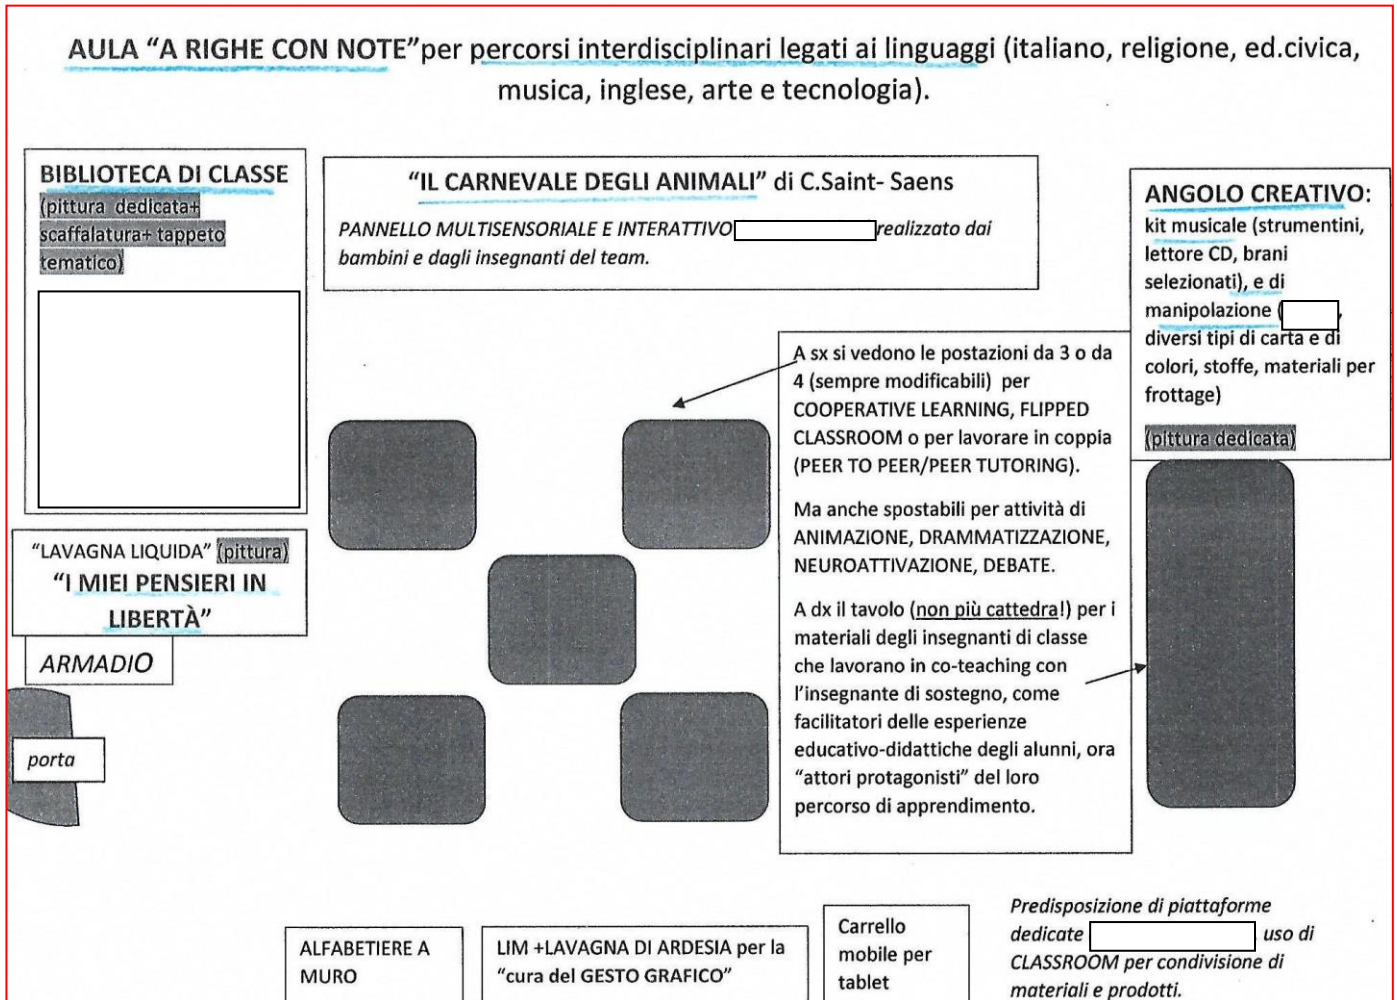 AULA “A RIGHE CON NOTE”per percorsi interdisciplinari legati ai linguaggi (italiano, religione, ed.civica,
musica, inglese, arte e tecnologia).
BIBLIOTECA DI CLASSE
(pittura dedicata+
scaffalatura+ tappeto
tematico)
“IL CARNEVALE DEGLI ANIMALI” di C.Saint- Saens
PANNELLO MULTISENSORIALE E INTERATTIVO realizzato dai
bambini e dagli insegnanti del team.
ANGOLO CREATIVO:
kit musicale (strumentini,
lettore CD, brani
selezionati), e di
manipolazione ( ,
diversi tipi di carta e di
colori, stoffe, materiali per
frottage)
(pittura dedicata)
A sx si vedono le postazioni da 3 o da
4 (sempre modificabili) per
COOPERATIVE LEARNING, FLIPPED
CLASSROOM o per lavorare in coppia
(PEER TO PEER/PEER TUTORING).
Ma anche spostabili per attività di
ANIMAZIONE, DRAMMATIZZAZIONE,
NEUROATTIVAZIONE, DEBATE.
A dx il tavolo (non più cattedra!) per i
materiali degli insegnanti di classe
che lavorano in co-teaching con
l’insegnante di sostegno, come
facilitatori delle esperienze
educativo-didattiche degli alunni, ora
“attori protagonisti” del loro
percorso di apprendimento.
“LAVAGNA LIQUIDA” (pittura)
“I MIEI PENSIERI IN
LIBERTÀ”
ARMADIO
porta
ALFABETIERE A
MURO
LIM +LAVAGNA DI ARDESIA per la
“cura del GESTO GRAFICO”
Carrello
mobile per
tablet
Predisposizione di piattaforme
dedicate uso di
CLASSROOM per condivisione di
materiali e prodotti.